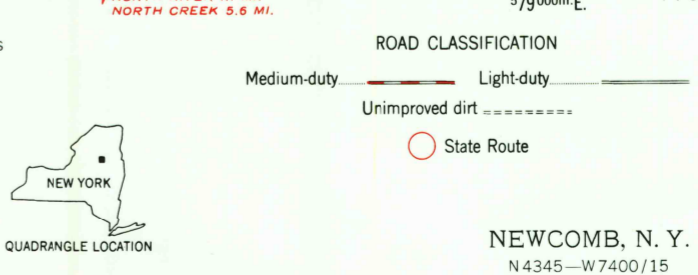 NORTH CREEK 5.6 MI.
579000m.E.
ROAD CLASSIFICATION
Medium-duty Light-duty
Unimproved dirt
State Route
NEW YORK
QUADRANGLE LOCATION
NEWCOMB, N. Y.
N4345—W7400/15